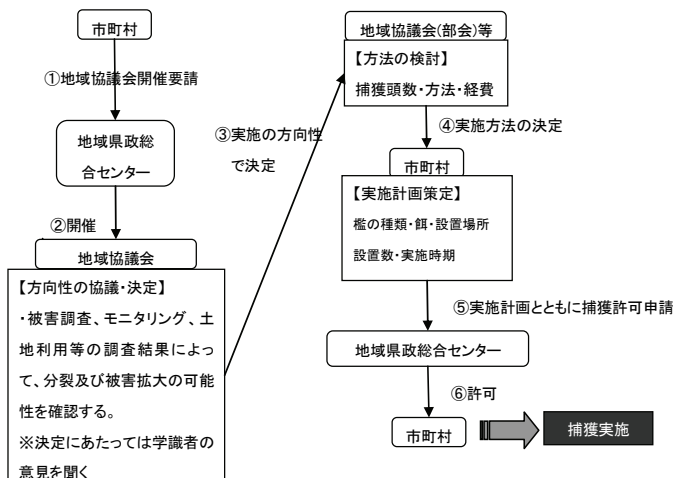 市町村
①地域協議会開催要請
地域県政総
合センター
②開催
地域協議会
【方向性の協議・決定】
・被害調査、モニタリング、土
地利用等の調査結果によっ
て、分裂及び被害拡大の可能
性を確認する。
※決定にあたっては学識者の
意見を聞く
③実施の方向性
で決定
地域協議会(部会)等
【方法の検討】
捕獲頭数・方法・経費
④実施方法の決定
市町村
【実施計画策定】
檻の種類・餌・設置場所
設置数・実施時期
⑤実施計画とともに捕獲許可申請
地域県政総合センター
⑥許可
市町村
捕獲実施